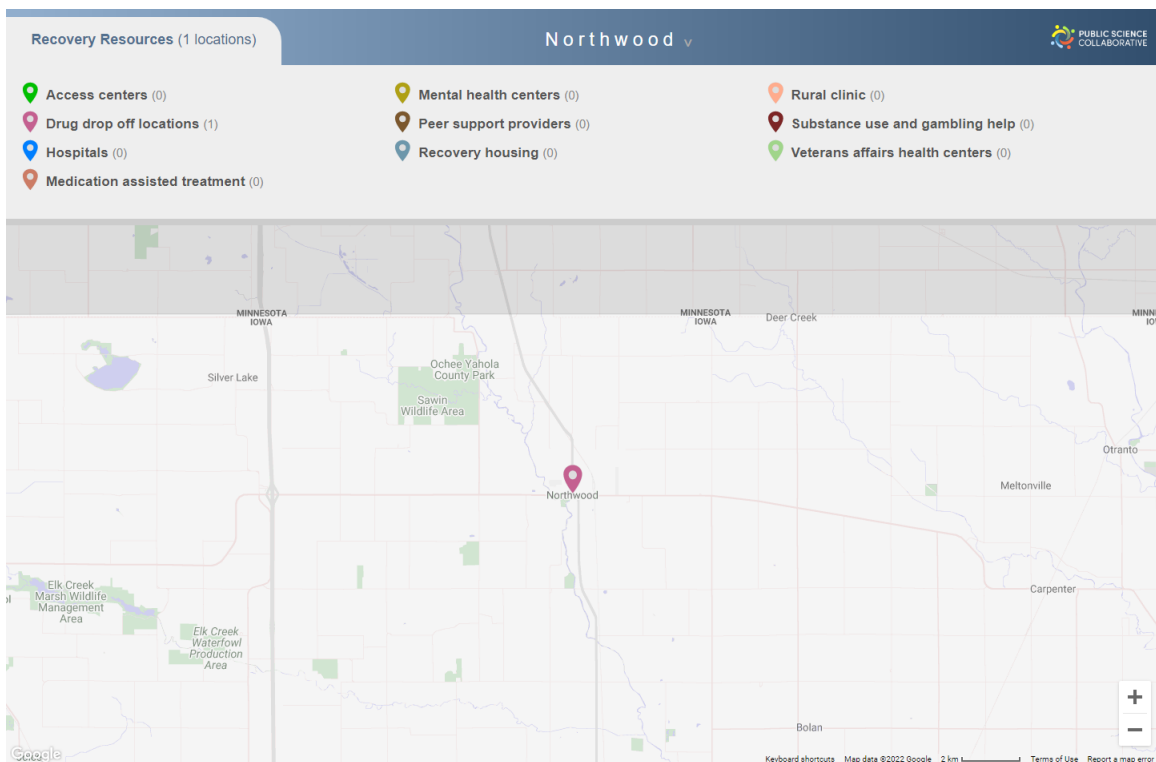 Recovery Resources (1 locations)
Northwood v
PUBLIC SCIENCE
COLLABORATIVE
Access centers (0)
Mental health centers (0)
Rural clinic (0)
Drug drop off locations (1)
Peer support providers (0)
Substance use and gambling help (0)
Hospitals (0)
Recovery housing (0)
Veterans affairs health centers (0)
Medication assisted treatment (0)
MINNESOTA
IOWA
MINNESOTA
IOWA
Deer Creek
Silver Lake
Ochee Yahola
County Park
Sawin
Wildlife Area
Otranto
Northwood
Meltonville
Elk Creek
Marsh Wildlife
Management
Area
Carpenter
Elk Creek
Waterfowl
Production
Area
+
−
Bolan
Google
Keyboard shortcuts Map data ©2022 Google 2 km Terms of Use Report a map error